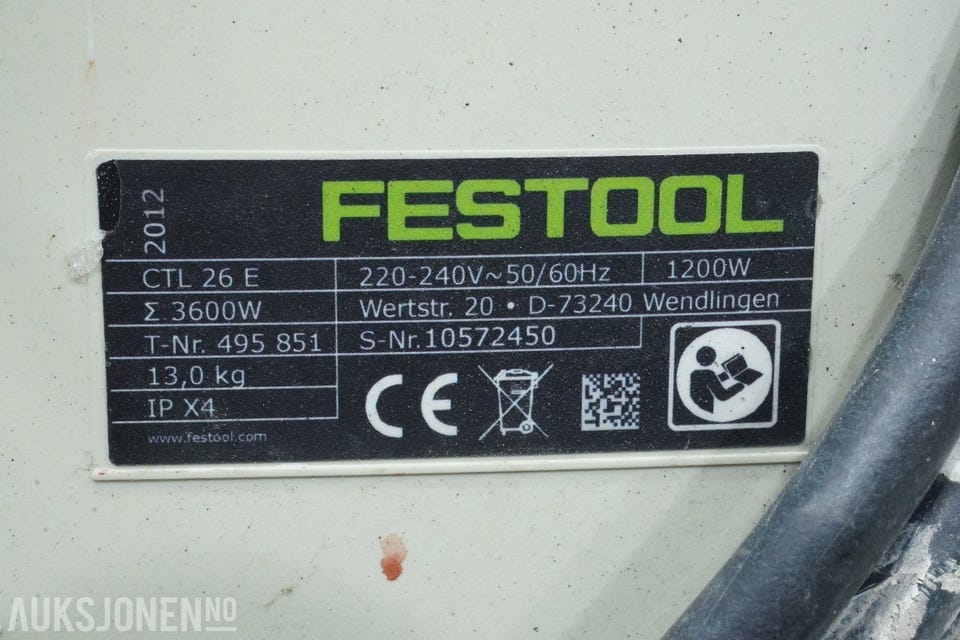 2012
FESTOOL
CTL 26 E
220-240V~50/60Hz
1200W
Σ 3600W
Wertstr. 20 • D-73240 Wendlingen
T-Nr. 495 851
S-Nr.10572450
13,0 kg
IP X4
CE
www.festool.com
AUKSJONEN.NO